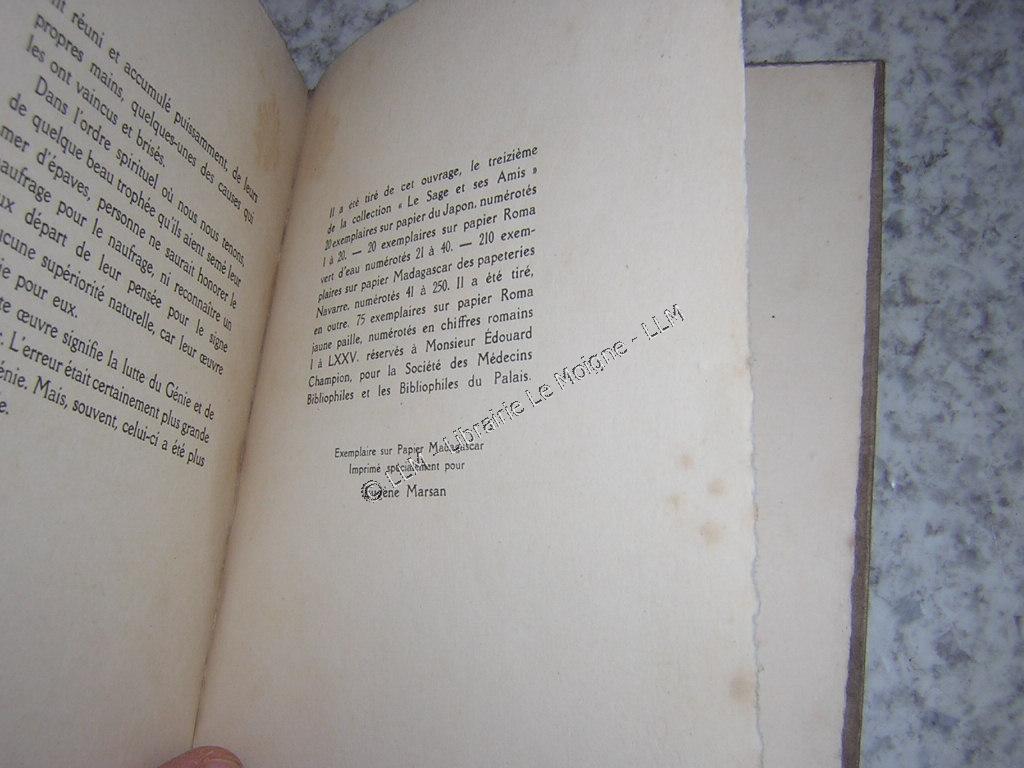 nt réuni et accumulé puissamment, de leurs
propres mains, quelques-unes des causes qui
les ont vaincus et brisés.
Dans l'ordre spirituel où nous nous tenons,
de quelque beau trophée qu'ils aient semé leur
mer d'épaves, personne ne saurait honorer le
naufrage pour le naufrage, ni reconnaître un
ux départ de leur pensée pour le signe
ucune supériorité naturelle, car leur œuvre
ie pour eux.
te œuvre signifie la lutte du Génie et de
r. L'erreur était certainement plus grande
énie. Mais, souvent, celui-ci a été plus
e.
Il a été tiré de cet ouvrage, le treizième
de la collection « Le Sage et ses Amis »
20 exemplaires sur papier du Japon, numérotés
1 à 20. — 20 exemplaires sur papier Roma
vert d'eau numérotés 21 à 40. — 210 exem-
plaires sur papier Madagascar des papeteries
Navarre, numérotés 41 à 250. Il a été tiré,
en outre, 75 exemplaires sur papier Roma
jaune paille, numérotés en chiffres romains
I à LXXV. réservés à Monsieur Édouard
Champion, pour la Société des Médecins
Bibliophiles et les Bibliophiles du Palais.
Exemplaire sur Papier Madagascar
Imprimé spécialement pour
Eugène Marsan
© LLM - Librairie Le Moigne - LLM